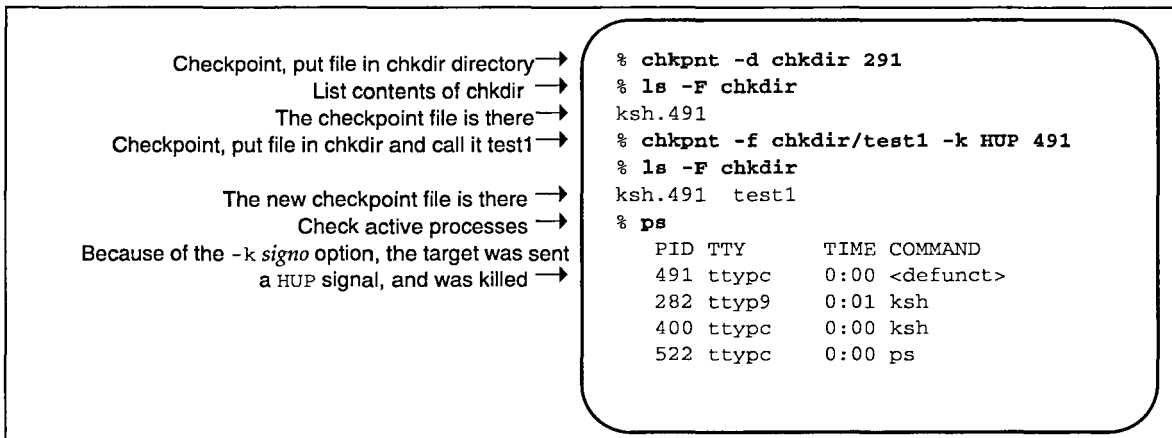 Checkpoint, put file in chkdir directory→ % chkpnt -d chkdir 291
List contents of chkdir → % ls -F chkdir
The checkpoint file is there→ ksh.491
Checkpoint, put file in chkdir and call it test1→ % chkpnt -f chkdir/test1 -k HUP 491
% ls -F chkdir
The new checkpoint file is there → ksh.491 test1
Check active processes → % ps
Because of the -k signo option, the target was sent PID TTY TIME COMMAND
a HUP signal, and was killed → 491 ttypc 0:00 <defunct>
282 ttyp9 0:01 ksh
400 ttypc 0:00 ksh
522 ttypc 0:00 ps